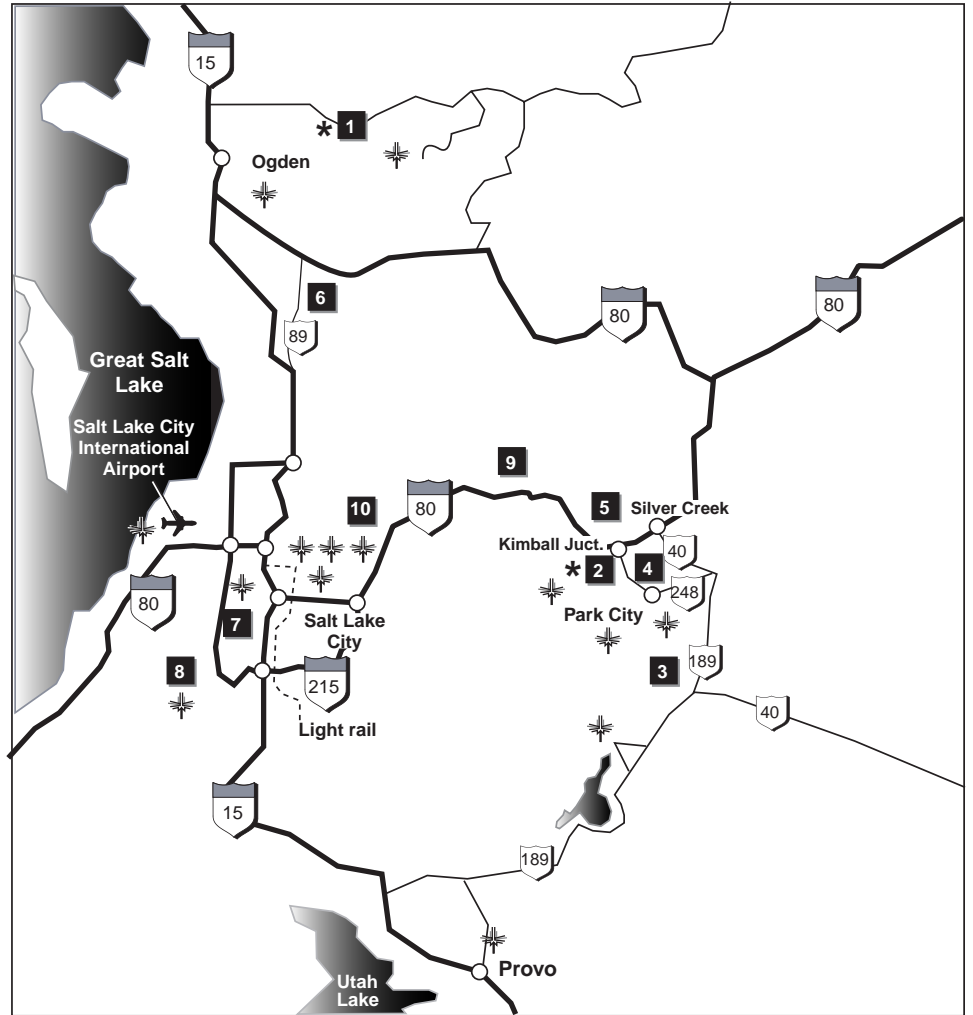 15
* 1
Ogden
6
89
80
80
Great Salt
Lake
Salt Lake City
International
Airport
9
10
80
5
Silver Creek
Kimball Juct.
40
* 2
4
248
80
7
Salt Lake
City
Park City
8
215
3
189
Light rail
40
15
189
Provo
Utah
Lake